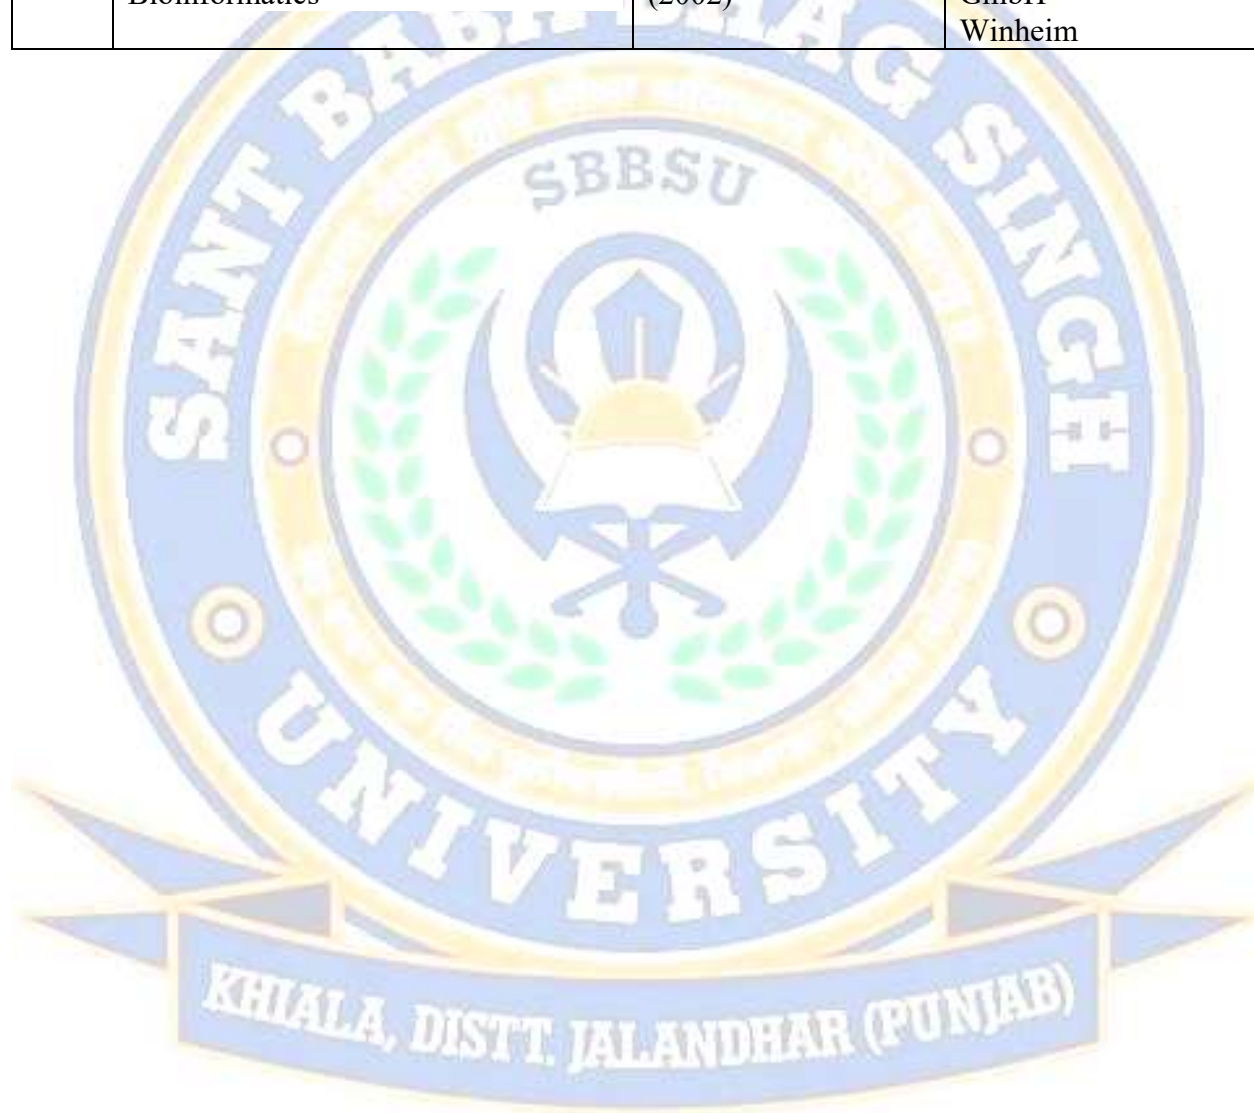 Bioinformatics (2002) GmbH
Winheim
SANT BABA BHAG SINGH
SBBSU
UNIVERSITY
KHIALA, DISTT. JALANDHAR (PUNJAB)